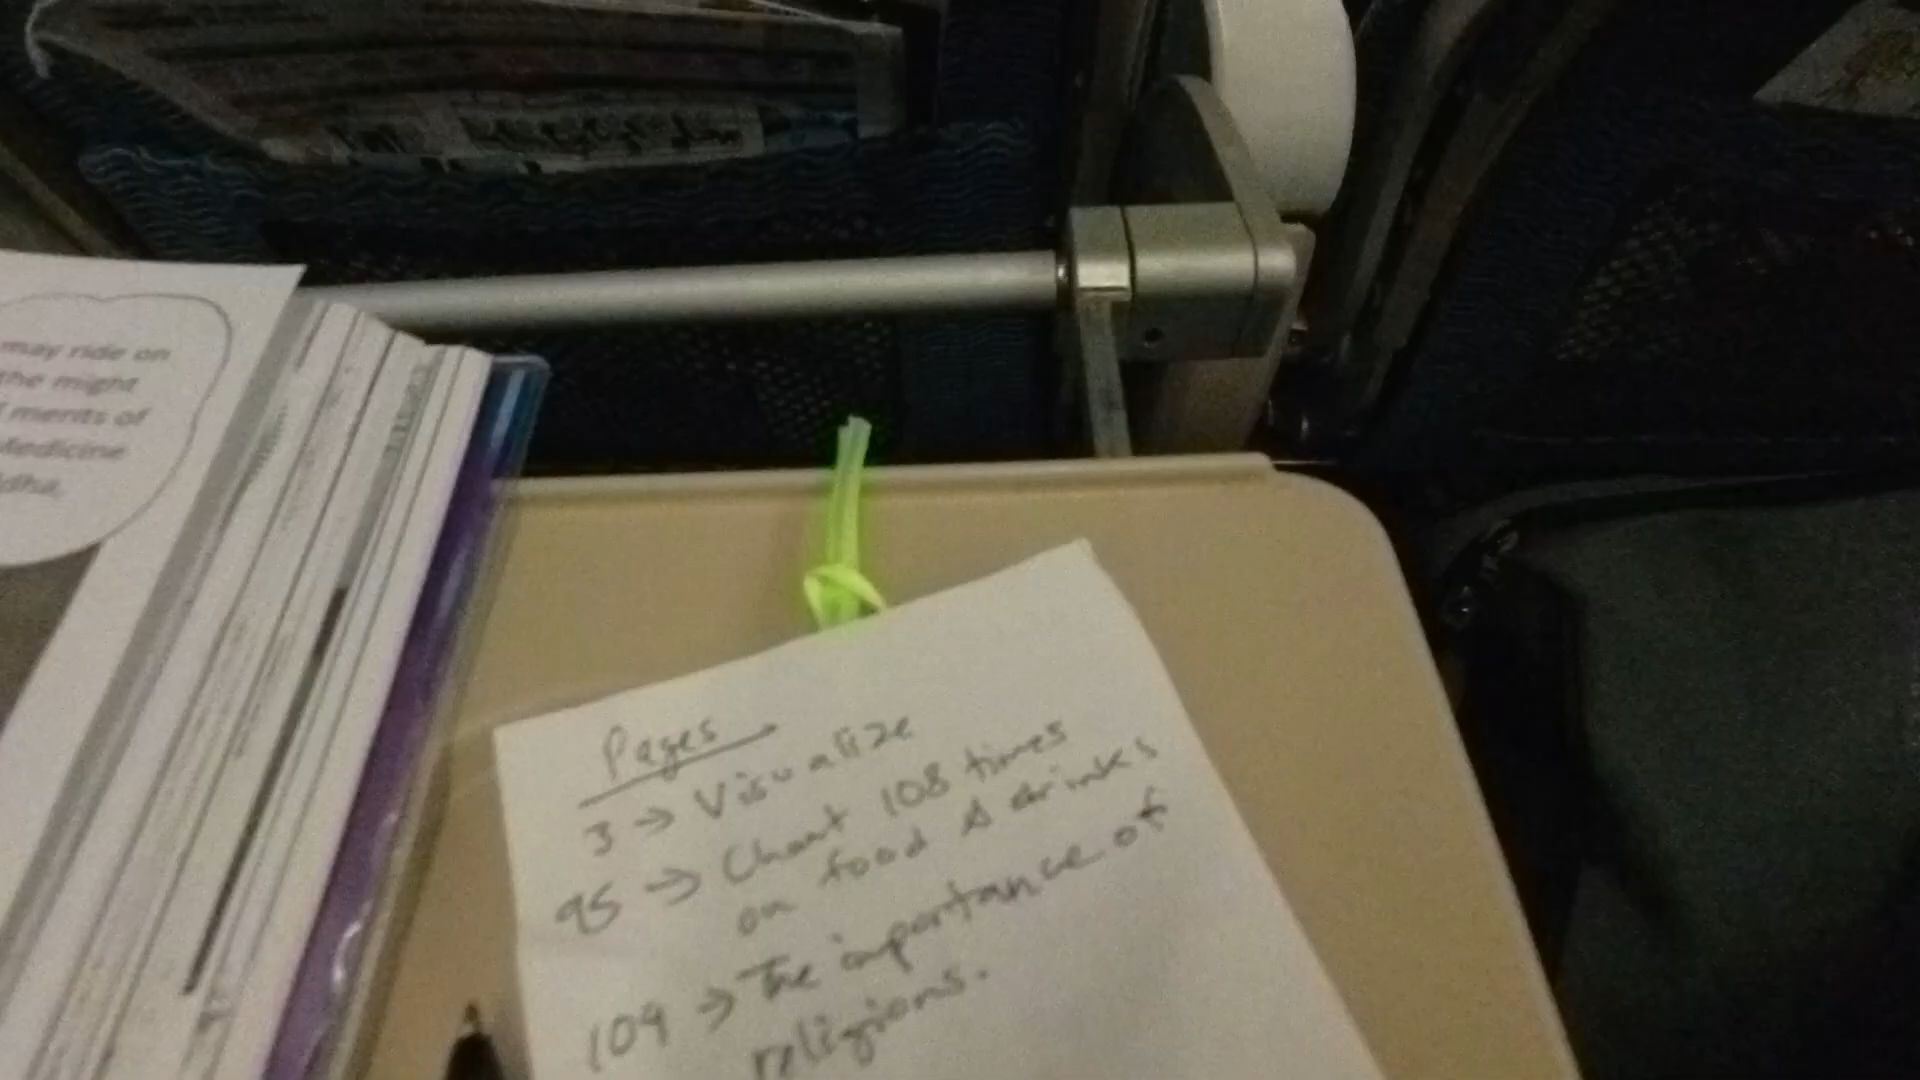 may ride on
the might
merits of
Medicine
Pages
3 → Visualize
95 → Chant 108 times
on food & drinks
109 → The importance of
religions.